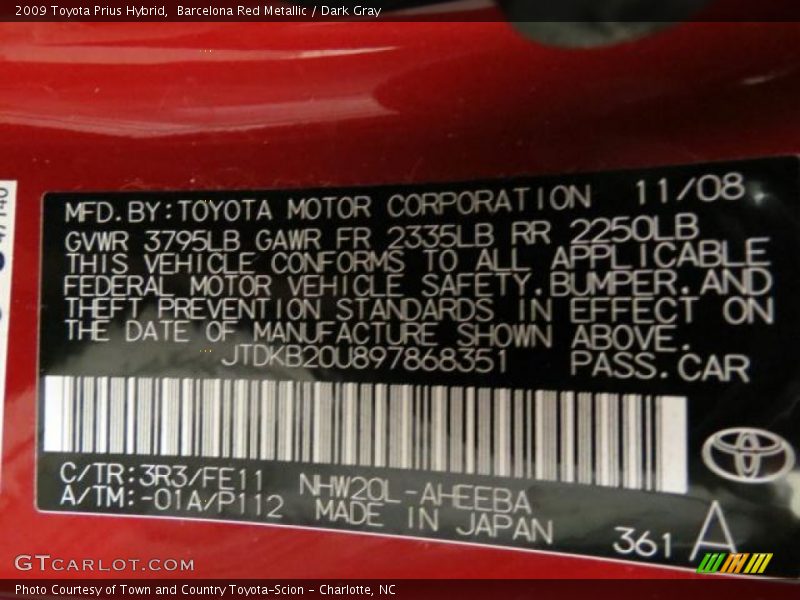 2009 Toyota Prius Hybrid,  Barcelona Red Metallic / Dark Gray
MFD.BY:TOYOTA MOTOR CORPORATION 11/08
GVWR 3795LB GAWR FR 2335LB RR 2250LB
THIS VEHICLE CONFORMS TO ALL APPLICABLE
FEDERAL MOTOR VEHICLE SAFETY.BUMPER.AND
THEFT PREVENTION STANDARDS IN EFFECT ON
THE DATE OF MANUFACTURE SHOWN ABOVE.
JTDKB20U897868351 PASS.CAR
C/TR:3R3/FE11 NHW20L-AHEEBA
A/TM:-01A/P112 MADE IN JAPAN
361 A
GTCARLOT.COM
Photo Courtesy of Town and Country Toyota-Scion - Charlotte, NC